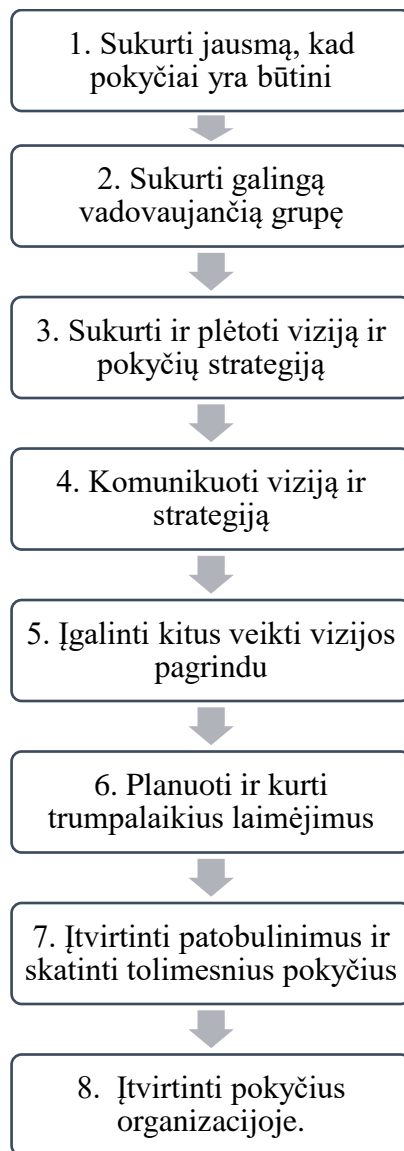 1. Sukurti jausmą, kad
pokyčiai yra būtini
2. Sukurti galingą
vadovaujančią grupę
3. Sukurti ir plėtoti viziją ir
pokyčių strategiją
4. Komunikuoti viziją ir
strategiją
5. Įgalinti kitus veikti vizijos
pagrindu
6. Planuoti ir kurti
trumpalaikius laimėjimus
7. Įtvirtinti patobulinimus ir
skatinti tolimesnius pokyčius
8. Įtvirtinti pokyčius
organizacijoje.